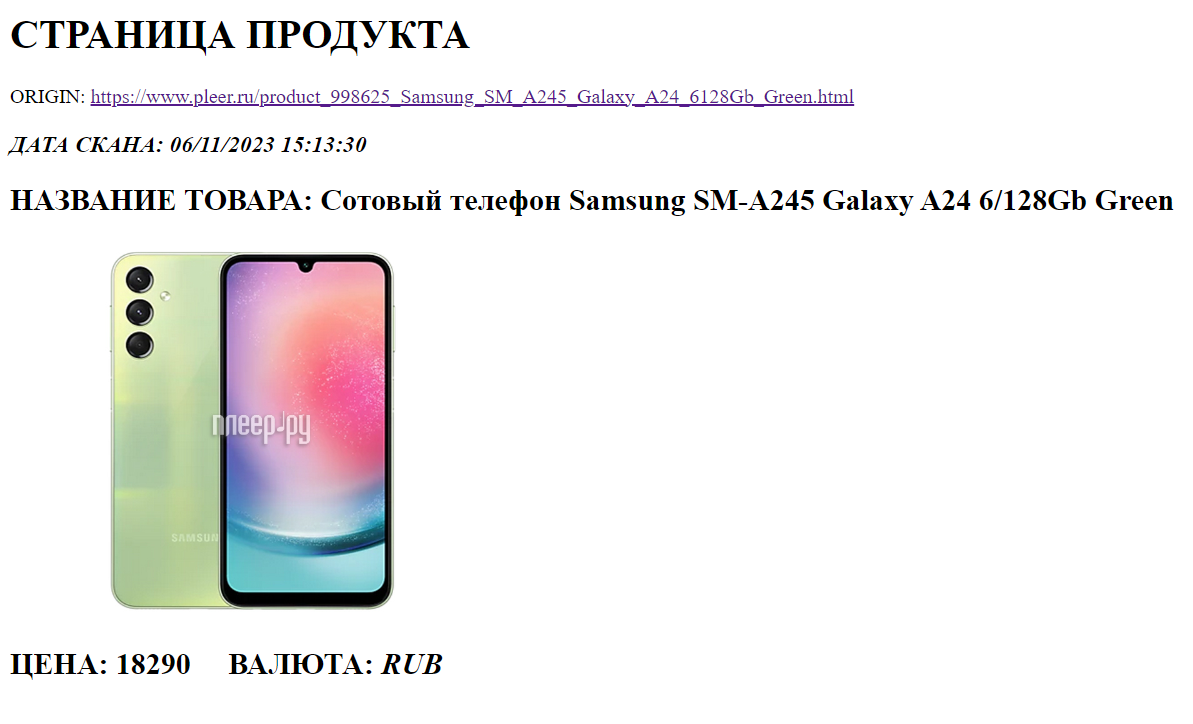 СТРАНИЦА ПРОДУКТА
ORIGIN: https://www.pleer.ru/product_998625_Samsung_SM_A245_Galaxy_A24_6128Gb_Green.html
ДАТА СКАНА: 06/11/2023 15:13:30
НАЗВАНИЕ ТОВАРА: Сотовый телефон Samsung SM-A245 Galaxy A24 6/128Gb Green
плеер.ру
SAMSUN
ЦЕНА: 18290 ВАЛЮТА: RUB